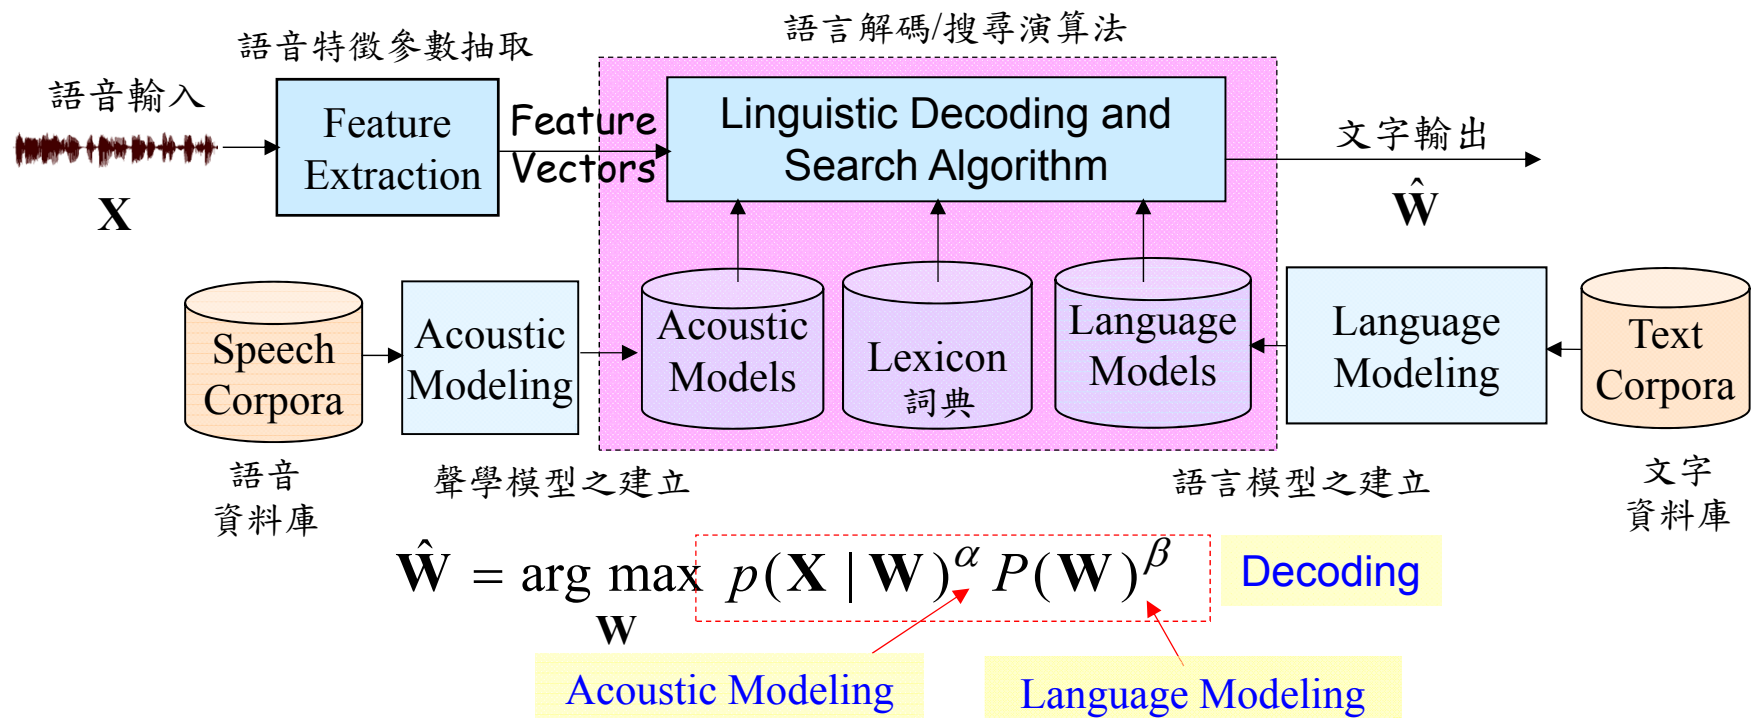 語言解碼/搜尋演算法
語音特徵參數抽取
語音輸入
Feature
Extraction
Feature
Vectors
Linguistic Decoding and
Search Algorithm
文字輸出
X
Ŵ
Speech
Corpora
Acoustic
Modeling
Acoustic
Models
Lexicon
詞典
Language
Models
Language
Modeling
Text
Corpora
語音
資料庫
聲學模型之建立
語言模型之建立
文字
資料庫
Ŵ = arg max p(X | W)^α P(W)^β
W
Decoding
Acoustic Modeling
Language Modeling